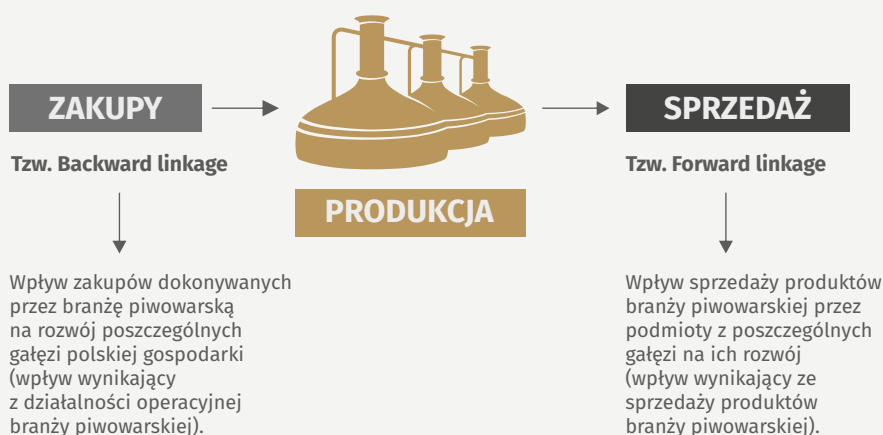 ZAKUPY
Tzw. Backward linkage
Wpływ zakupów dokonywanych
przez branżę piwowarską
na rozwój poszczególnych
gałęzi polskiej gospodarki
(wpływ wynikający
z działalności operacyjnej
branży piwowarskiej).
PRODUKCJA
SPRZEDAŻ
Tzw. Forward linkage
Wpływ sprzedaży produktów
branży piwowarskiej przez
podmioty z poszczególnych
gałęzi na ich rozwój
(wpływ wynikający ze
sprzedaży produktów
branży piwowarskiej).